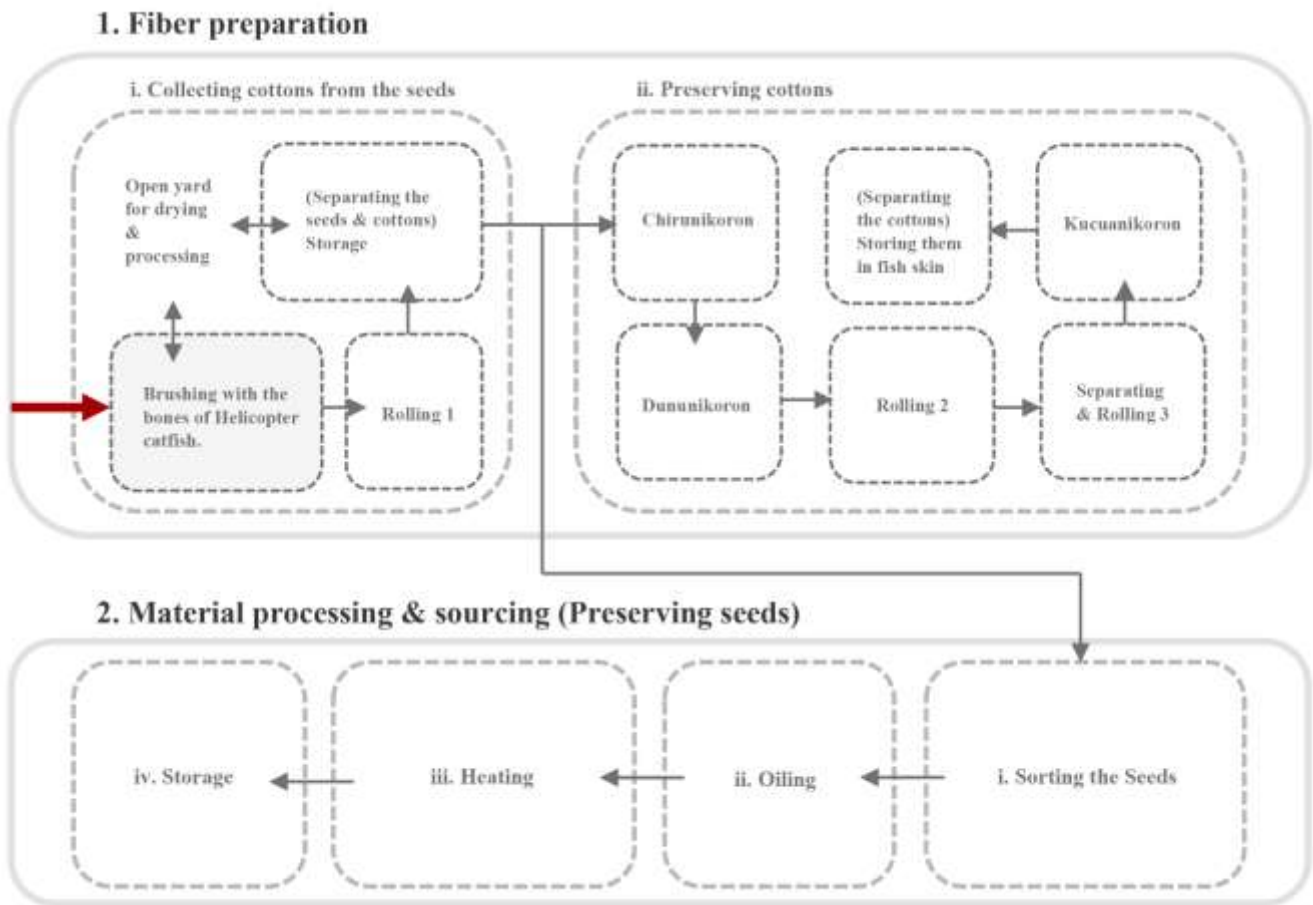 1. Fiber preparation
i. Collecting cottons from the seeds
Open yard
for drying
&
processing
(Separating the
seeds & cottons)
Storage
Brushing with the
bones of Helicopter
catfish.
Rolling 1
ii. Preserving cottons
Chirunikoron
Dununikoron
Rolling 2
Separating
& Rolling 3
Kucuanikoron
(Separating
the cottons)
Storing them
in fish skin
2. Material processing & sourcing (Preserving seeds)
iv. Storage
iii. Heating
ii. Oiling
i. Sorting the Seeds